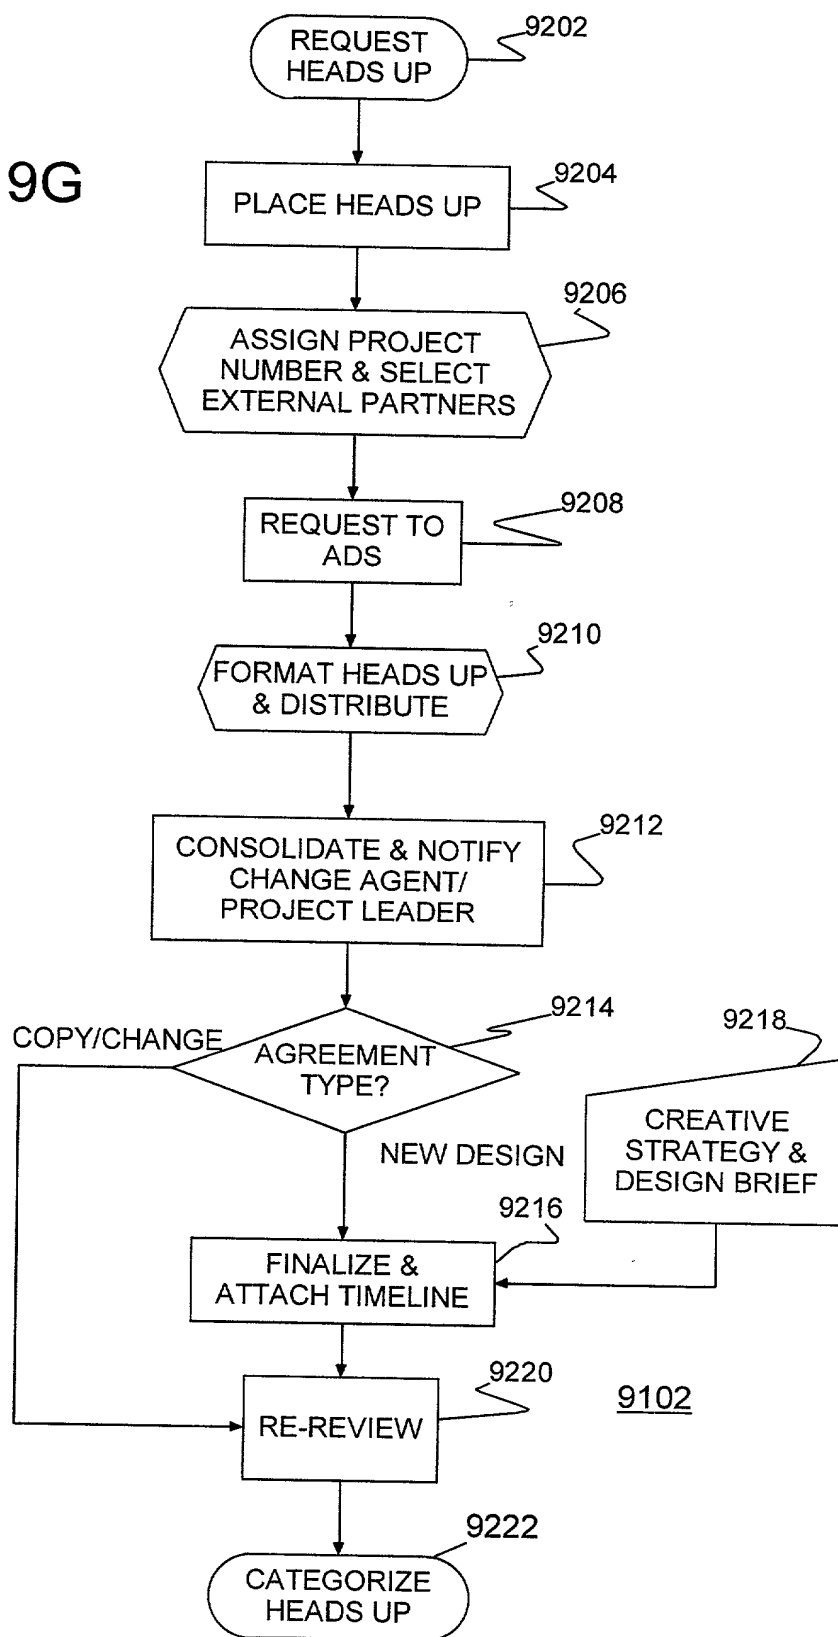 REQUEST
HEADS UP
9202
9G
PLACE HEADS UP
9204
ASSIGN PROJECT
NUMBER & SELECT
EXTERNAL PARTNERS
9206
REQUEST TO
ADS
9208
FORMAT HEADS UP
& DISTRIBUTE
9210
CONSOLIDATE & NOTIFY
CHANGE AGENT/
PROJECT LEADER
9212
COPY/CHANGE
AGREEMENT
TYPE?
9214
9218
CREATIVE
STRATEGY &
DESIGN BRIEF
NEW DESIGN
9216
FINALIZE &
ATTACH TIMELINE
RE-REVIEW
9220
9102
9222
CATEGORIZE
HEADS UP